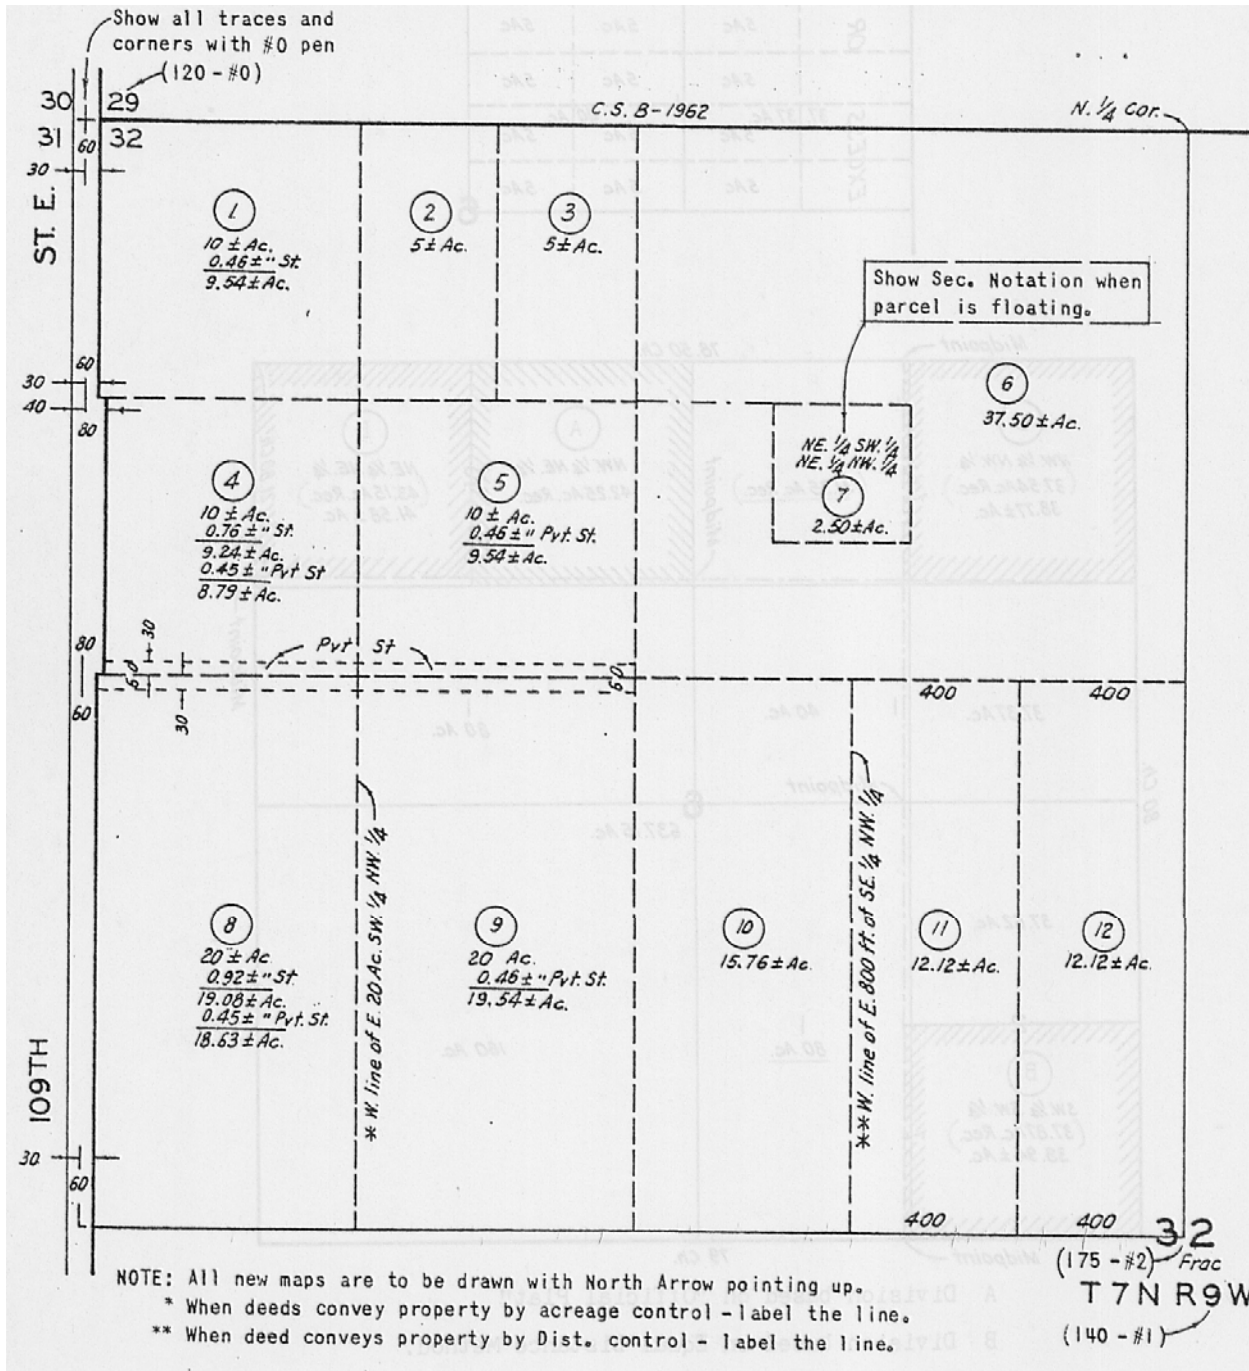 Show all traces and
corners with #0 pen
(120 - #0)
30 29
31 32
C.S.B-1962
N. 1/4 Cor.
60
30
ST. E.
1
10 ± Ac.
0.46 ± " St.
9.54 ± Ac.
2
5 ± Ac.
3
5 ± Ac.
Show Sec. Notation when
parcel is floating.
60
30
40
80
6
37.50 ± Ac.
NE. 1/4 SW. 1/4
NE. 1/4 NW. 1/4
7
2.50 ± Ac.
4
10 ± Ac.
0.76 ± " St.
9.24 ± Ac.
0.45 ± " Pvt St
8.79 ± Ac.
5
10 ± Ac.
0.46 ± " Pvt. St.
9.54 ± Ac.
80
30
Pvt St
60
60
60
30
400
400
* W. line of E. 20 Ac. SW. 1/4 NW. 1/4
** W. line of E. 800 ft. of SE. 1/4 NW. 1/4
8
20 ± Ac.
0.92 ± " St.
19.08 ± Ac.
0.45 ± " Pvt. St.
18.63 ± Ac.
9
20 Ac.
0.46 ± " Pvt. St.
19.54 ± Ac.
10
15.76 ± Ac.
11
12.12 ± Ac.
12
12.12 ± Ac.
109TH
30
60
400
400
32
(175 - #2) Frac
T 7 N R 9 W
(140 - #1)
NOTE: All new maps are to be drawn with North Arrow pointing up.
* When deeds convey property by acreage control - label the line.
** When deed conveys property by Dist. control - label the line.